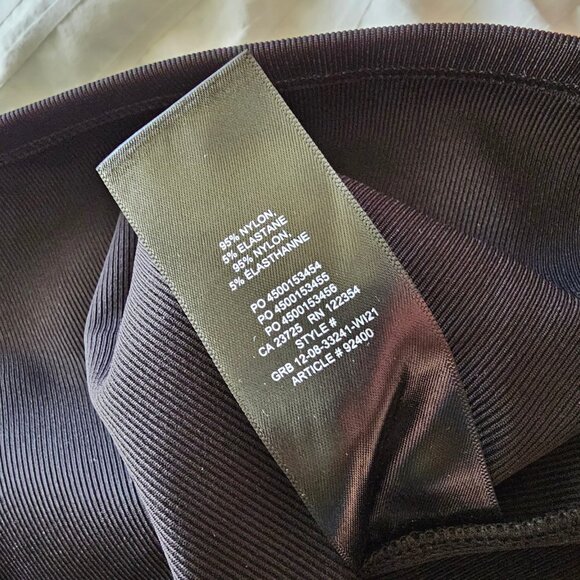 95% NYLON,
5% ELASTANE
95% NYLON,
5% ÉLASTHANNE
PO 4500153454
PO 4500153455
PO 4500153456
CA 23725 RN 122354
STYLE #
GRB 12-08-33241-WI21
ARTICLE # 92400